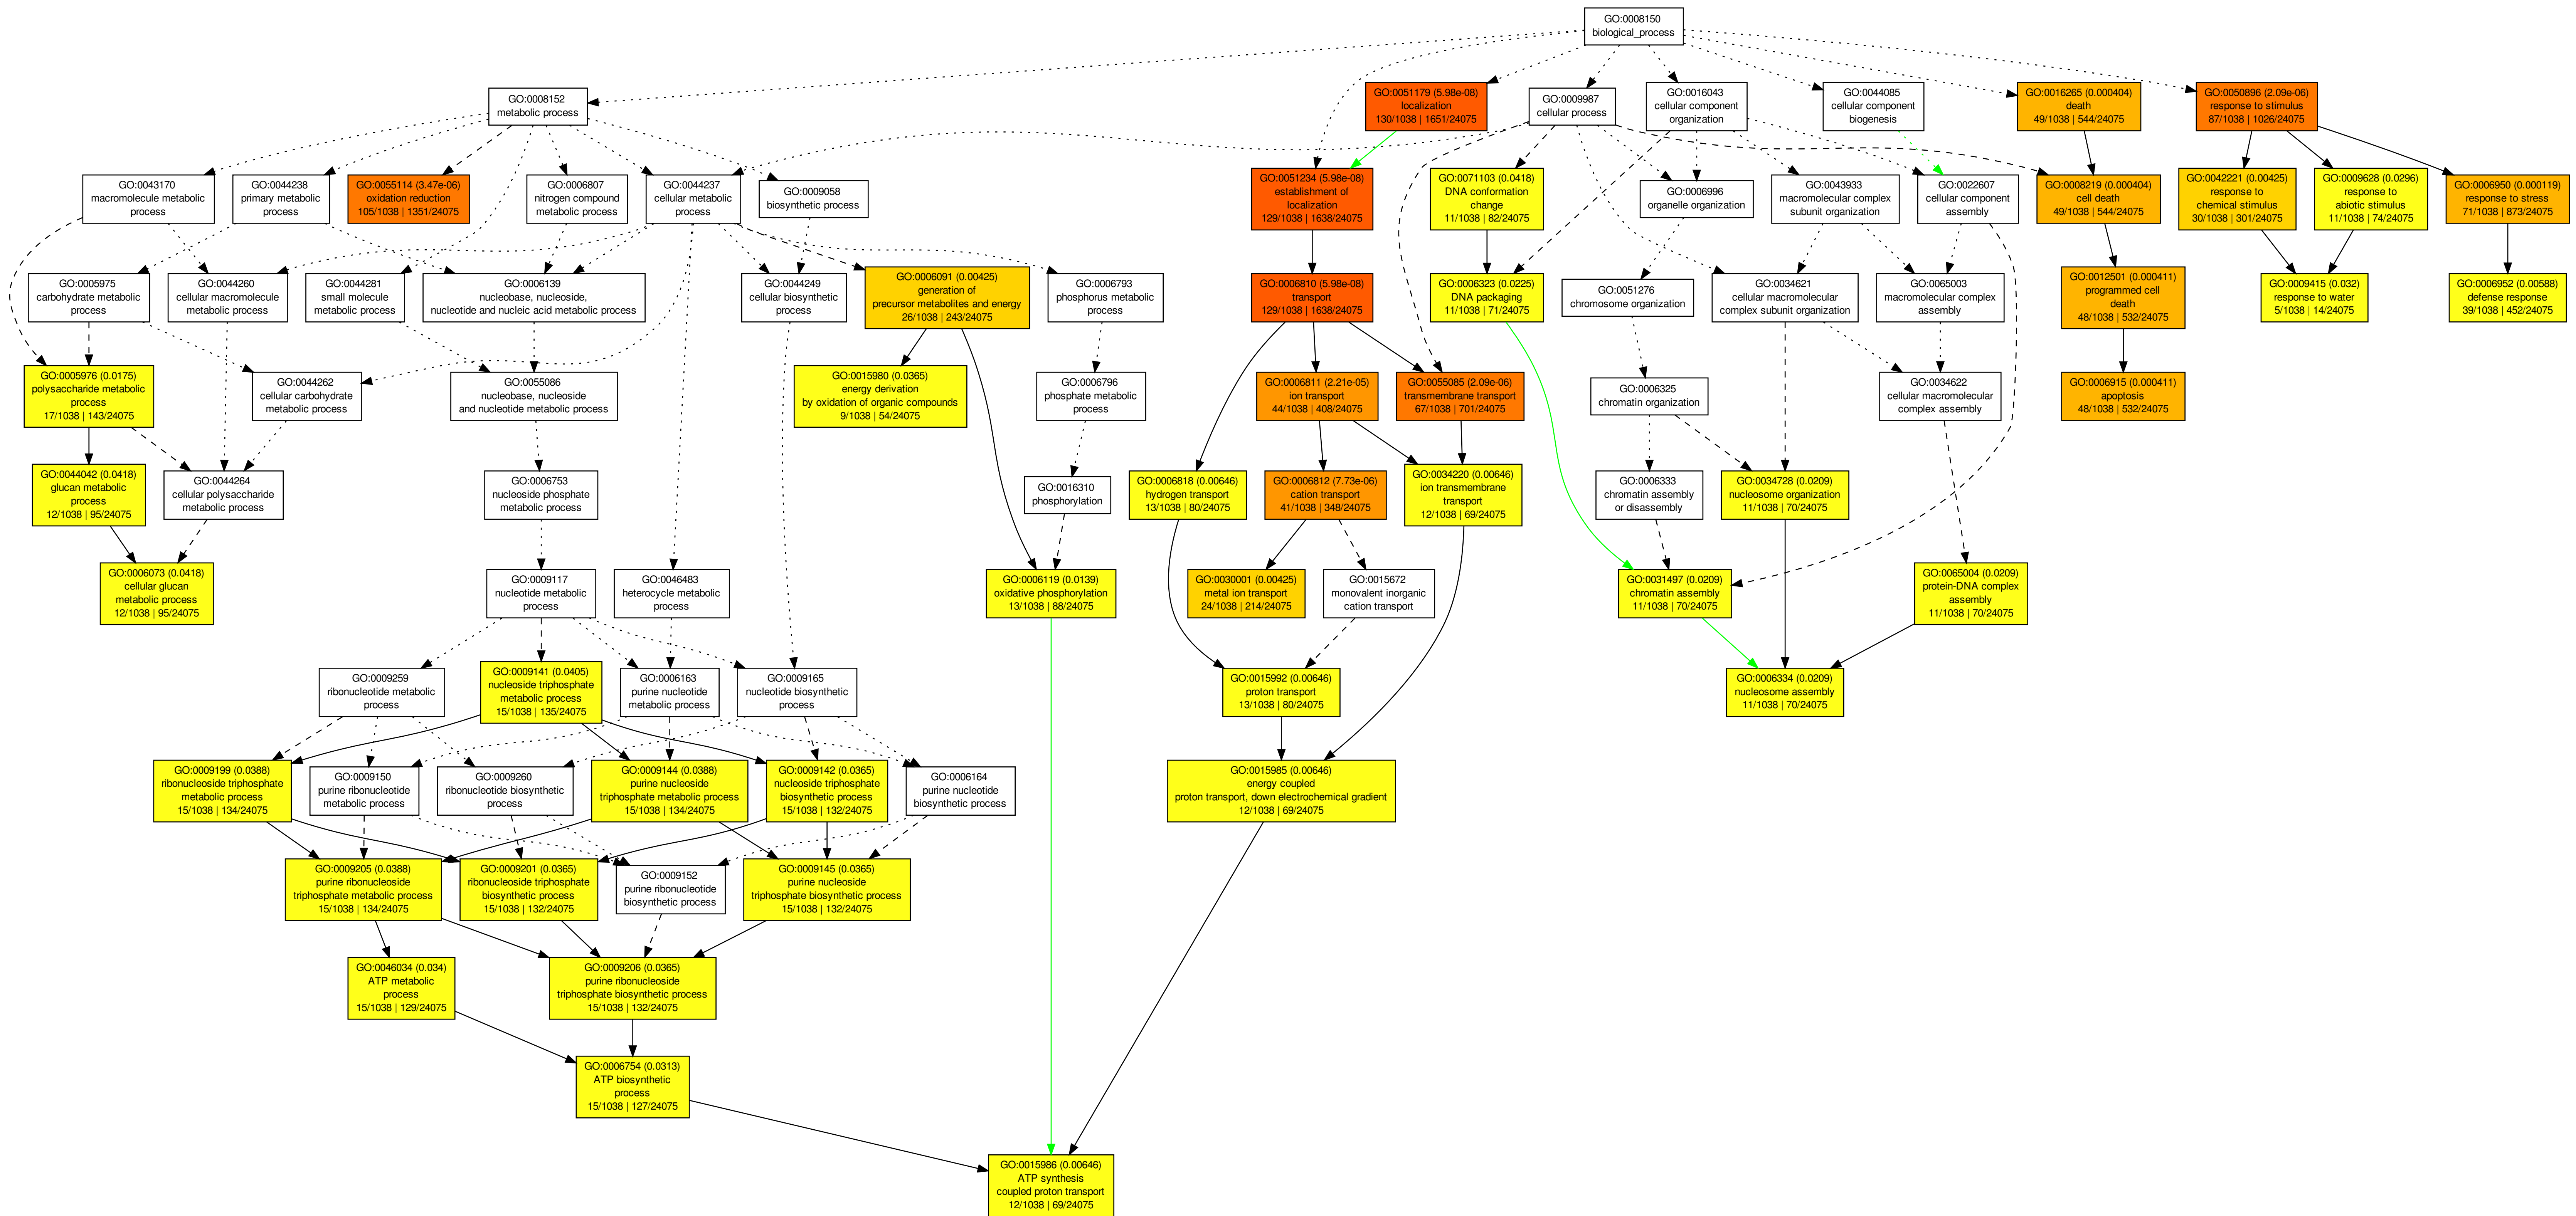 GO:0008150
biological_process
GO:0008152
metabolic process
GO:0051179 (5.98e-08)
localization
130/1038 | 1651/24075
GO:0009987
cellular process
GO:0016043
cellular component
organization
GO:0044085
cellular component
biogenesis
GO:0016265 (0.000404)
death
49/1038 | 544/24075
GO:0050896 (2.09e-06)
response to stimulus
87/1038 | 1026/24075
GO:0043170
macromolecule metabolic
process
GO:0044238
primary metabolic
process
GO:0055114 (3.47e-06)
oxidation reduction
105/1038 | 1351/24075
GO:0006807
nitrogen compound
metabolic process
GO:0044237
cellular metabolic
process
GO:0009058
biosynthetic process
GO:0051234 (5.98e-08)
establishment of
localization
129/1038 | 1638/24075
GO:0071103 (0.0418)
DNA conformation
change
11/1038 | 82/24075
GO:0006996
organelle organization
GO:0043933
macromolecular complex
subunit organization
GO:0022607
cellular component
assembly
GO:0008219 (0.000404)
cell death
49/1038 | 544/24075
GO:0042221 (0.00425)
response to
chemical stimulus
30/1038 | 301/24075
GO:0009628 (0.0296)
response to
abiotic stimulus
11/1038 | 74/24075
GO:0006950 (0.000119)
response to stress
71/1038 | 873/24075
GO:0005975
carbohydrate metabolic
process
GO:0044260
cellular macromolecule
metabolic process
GO:0044281
small molecule
metabolic process
GO:0006139
nucleobase, nucleoside,
nucleotide and nucleic acid metabolic process
GO:0044249
cellular biosynthetic
process
GO:0006091 (0.00425)
generation of
precursor metabolites and energy
26/1038 | 243/24075
GO:0006793
phosphorus metabolic
process
GO:0006810 (5.98e-08)
transport
129/1038 | 1638/24075
GO:0006323 (0.0225)
DNA packaging
11/1038 | 71/24075
GO:0051276
chromosome organization
GO:0034621
cellular macromolecular
complex subunit organization
GO:0065003
macromolecular complex
assembly
GO:0012501 (0.000411)
programmed cell
death
48/1038 | 532/24075
GO:0009415 (0.032)
response to water
5/1038 | 14/24075
GO:0006952 (0.00588)
defense response
39/1038 | 452/24075
GO:0005976 (0.0175)
polysaccharide metabolic
process
17/1038 | 143/24075
GO:0044262
cellular carbohydrate
metabolic process
GO:0055086
nucleobase, nucleoside
and nucleotide metabolic process
GO:0015980 (0.0365)
energy derivation
by oxidation of organic compounds
9/1038 | 54/24075
GO:0006796
phosphate metabolic
process
GO:0006811 (2.21e-05)
ion transport
44/1038 | 408/24075
GO:0055085 (2.09e-06)
transmembrane transport
67/1038 | 701/24075
GO:0006325
chromatin organization
GO:0034622
cellular macromolecular
complex assembly
GO:0006915 (0.000411)
apoptosis
48/1038 | 532/24075
GO:0044042 (0.0418)
glucan metabolic
process
12/1038 | 95/24075
GO:0044264
cellular polysaccharide
metabolic process
GO:0006753
nucleoside phosphate
metabolic process
GO:0016310
phosphorylation
GO:0006818 (0.00646)
hydrogen transport
13/1038 | 80/24075
GO:0006812 (7.73e-06)
cation transport
41/1038 | 348/24075
GO:0034220 (0.00646)
ion transmembrane
transport
12/1038 | 69/24075
GO:0006333
chromatin assembly
or disassembly
GO:0034728 (0.0209)
nucleosome organization
11/1038 | 70/24075
GO:0006073 (0.0418)
cellular glucan
metabolic process
12/1038 | 95/24075
GO:0009117
nucleotide metabolic
process
GO:0046483
heterocycle metabolic
process
GO:0006119 (0.0139)
oxidative phosphorylation
13/1038 | 88/24075
GO:0030001 (0.00425)
metal ion transport
24/1038 | 214/24075
GO:0015672
monovalent inorganic
cation transport
GO:0031497 (0.0209)
chromatin assembly
11/1038 | 70/24075
GO:0065004 (0.0209)
protein-DNA complex
assembly
11/1038 | 70/24075
GO:0009259
ribonucleotide metabolic
process
GO:0009141 (0.0405)
nucleoside triphosphate
metabolic process
15/1038 | 135/24075
GO:0006163
purine nucleotide
metabolic process
GO:0009165
nucleotide biosynthetic
process
GO:0015992 (0.00646)
proton transport
13/1038 | 80/24075
GO:0006334 (0.0209)
nucleosome assembly
11/1038 | 70/24075
GO:0009199 (0.0388)
ribonucleoside triphosphate
metabolic process
15/1038 | 134/24075
GO:0009150
purine ribonucleotide
metabolic process
GO:0009260
ribonucleotide biosynthetic
process
GO:0009144 (0.0388)
purine nucleoside
triphosphate metabolic process
15/1038 | 134/24075
GO:0009142 (0.0365)
nucleoside triphosphate
biosynthetic process
15/1038 | 132/24075
GO:0006164
purine nucleotide
biosynthetic process
GO:0015985 (0.00646)
energy coupled
proton transport, down electrochemical gradient
12/1038 | 69/24075
GO:0009205 (0.0388)
purine ribonucleoside
triphosphate metabolic process
15/1038 | 134/24075
GO:0009201 (0.0365)
ribonucleoside triphosphate
biosynthetic process
15/1038 | 132/24075
GO:0009152
purine ribonucleotide
biosynthetic process
GO:0009145 (0.0365)
purine nucleoside
triphosphate biosynthetic process
15/1038 | 132/24075
GO:0046034 (0.034)
ATP metabolic
process
15/1038 | 129/24075
GO:0009206 (0.0365)
purine ribonucleoside
triphosphate biosynthetic process
15/1038 | 132/24075
GO:0006754 (0.0313)
ATP biosynthetic
process
15/1038 | 127/24075
GO:0015986 (0.00646)
ATP synthesis
coupled proton transport
12/1038 | 69/24075